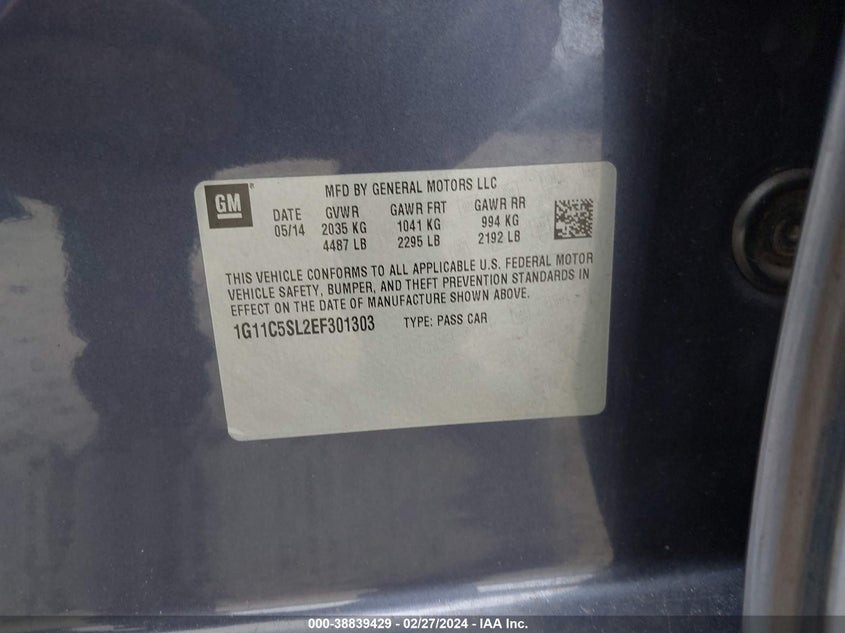 GM
MFD BY GENERAL MOTORS LLC
DATE GVWR GAWR FRT GAWR RR
05/14 2035 KG 1041 KG 994 KG
4487 LB 2295 LB 2192 LB
THIS VEHICLE CONFORMS TO ALL APPLICABLE U.S. FEDERAL MOTOR
VEHICLE SAFETY, BUMPER, AND THEFT PREVENTION STANDARDS IN
EFFECT ON THE DATE OF MANUFACTURE SHOWN ABOVE.
1G11C5SL2EF301303 TYPE: PASS CAR
000-38839429 - 02/27/2024 - IAA Inc.